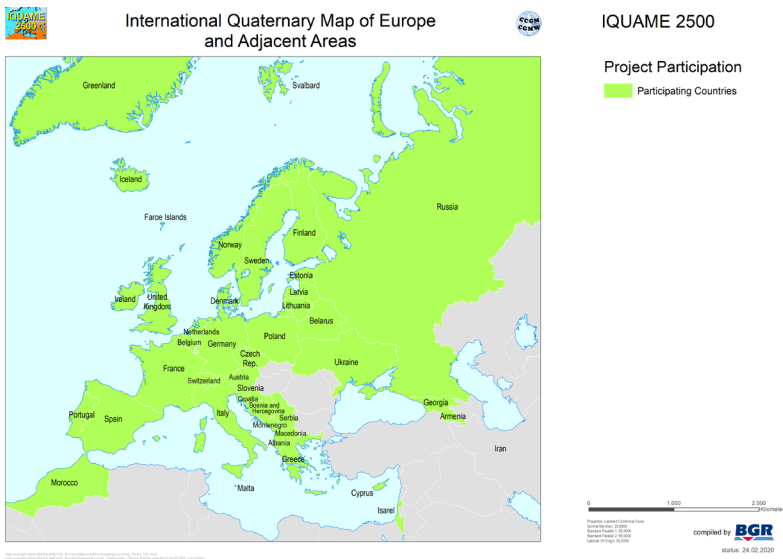 IQUAME
2500
International Quaternary Map of Europe
and Adjacent Areas
CCGM
CGMW
IQUAME 2500
Project Participation
Participating Countries
Greenland
Svalbard
Iceland
Faroe Islands
Russia
Finland
Norway
Sweden
Estonia
Latvia
Lithuania
Ireland
United
Kingdom
Denmark
Belarus
Netherlands
Belgium
Germany
Poland
Czech
Rep.
Ukraine
France
Austria
Switzerland
Slovenia
Croatia
Bosnia and
Hercegovina
Serbia
Italy
Montenegro
Macedonia
Albania
Greece
Portugal
Spain
Georgia
Armenia
Iran
Morocco
Malta
Cyprus
Isarel
0
1.000
2.000
Kilometer
compiled by
BGR
status: 24.02.2020